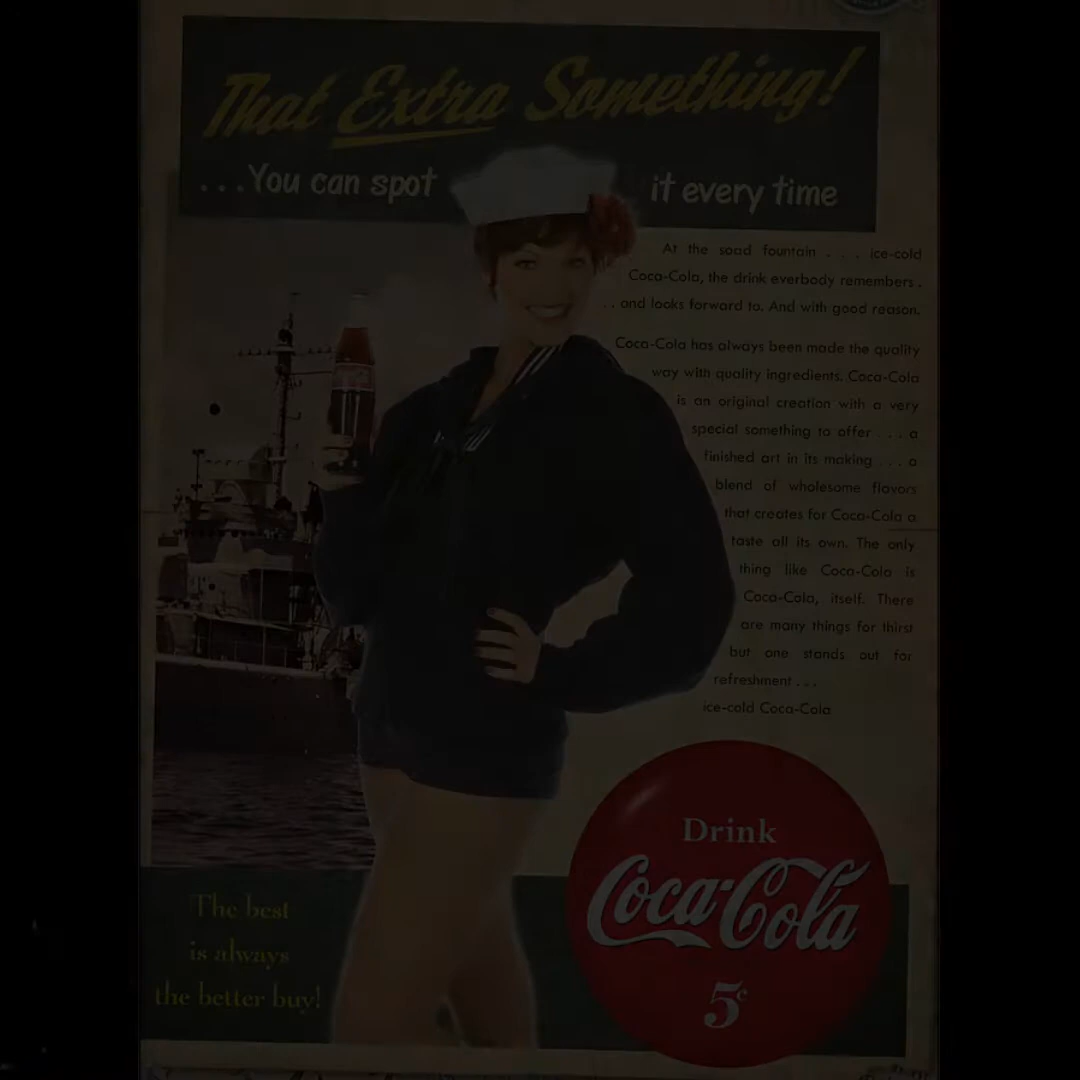 That Extra Something!
...You can spot it every time
At the soad fountain . . . ice-cold
Coca-Cola, the drink everbody remembers .
. . and looks forward to. And with good reason.
Coca-Cola has always been made the quality
way with quality ingredients. Coca-Cola
is an original creation with a very
special something to offer . . . a
finished art in its making . . . a
blend of wholesome flavors
that creates for Coca-Cola a
taste all its own. The only
thing like Coca-Cola is
Coca-Cola, itself. There
are many things for thirst
but one stands out for
refreshment . . .
ice-cold Coca-Cola
The best
is always
the better buy!
Drink
Coca-Cola
5¢